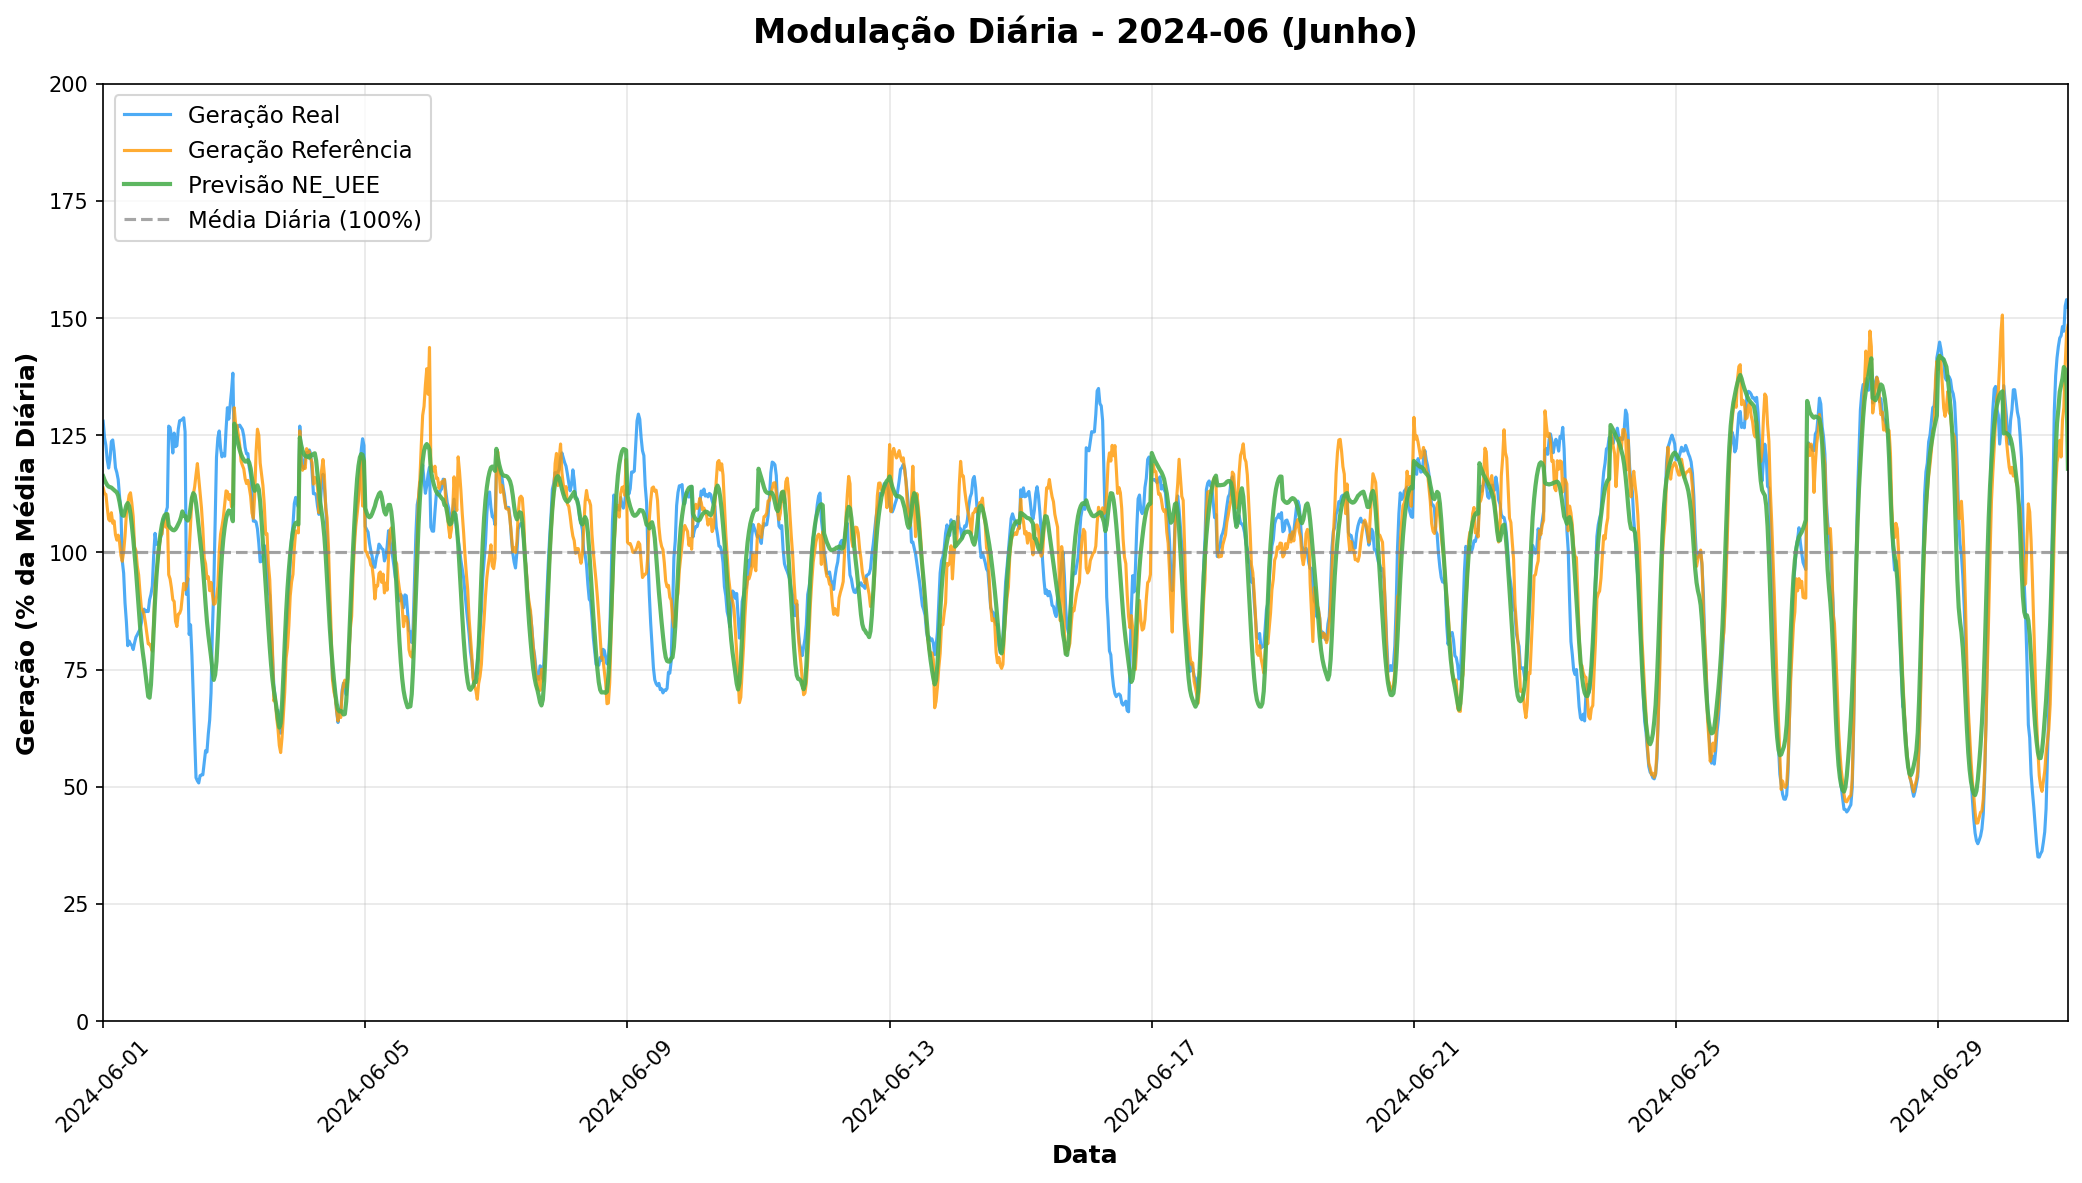 Modulação Diária - 2024-06 (Junho)
Geração Real
Geração Referência
Previsão NE_UEE
Média Diária (100%)
Geração (% da Média Diária)
200
175
150
125
100
75
50
25
0
2024-06-01
2024-06-05
2024-06-09
2024-06-13
2024-06-17
2024-06-21
2024-06-25
2024-06-29
Data